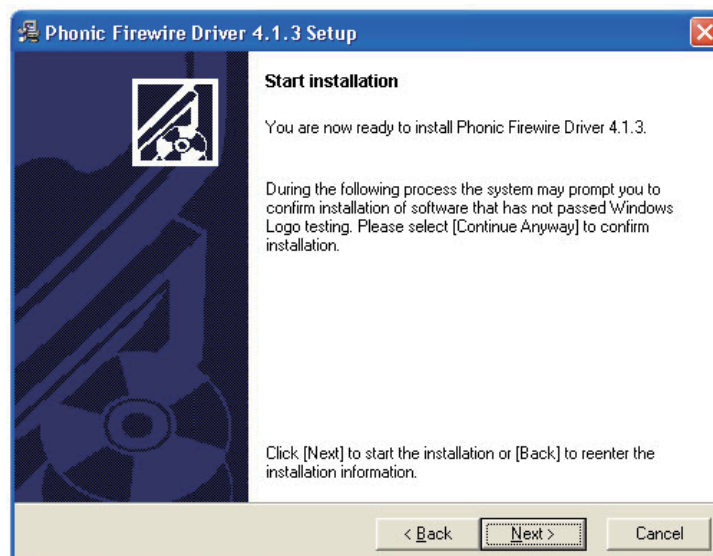 Phonic Firewire Driver 4.1.3 Setup
Start installation
You are now ready to install Phonic Firewire Driver 4.1.3.
During the following process the system may prompt you to
confirm installation of software that has not passed Windows
Logo testing. Please select [Continue Anyway] to confirm
installation.
Click [Next] to start the installation or [Back] to reenter the
installation information.
< Back Next > Cancel